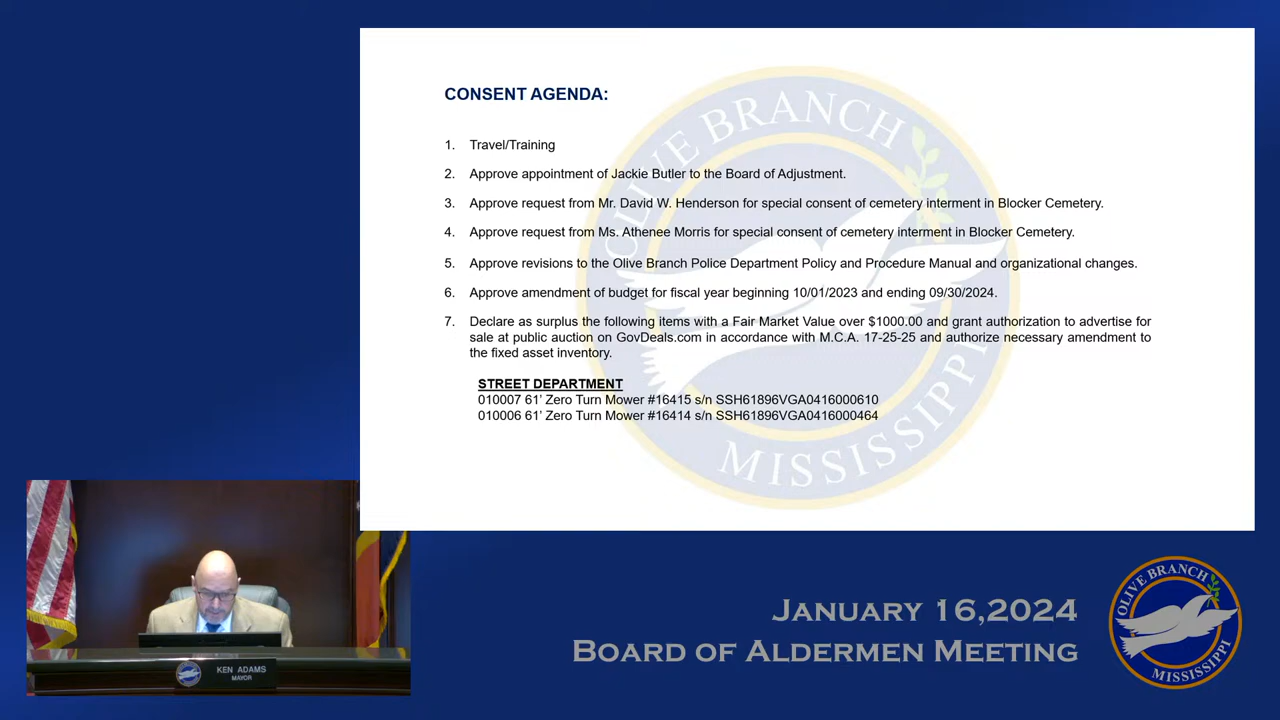 CONSENT AGENDA:
1. Travel/Training
2. Approve appointment of Jackie Butler to the Board of Adjustment.
3. Approve request from Mr. David W. Henderson for special consent of cemetery interment in Blocker Cemetery.
4. Approve request from Ms. Athenee Morris for special consent of cemetery interment in Blocker Cemetery.
5. Approve revisions to the Olive Branch Police Department Policy and Procedure Manual and organizational changes.
6. Approve amendment of budget for fiscal year beginning 10/01/2023 and ending 09/30/2024.
7. Declare as surplus the following items with a Fair Market Value over $1000.00 and grant authorization to advertise for
sale at public auction on GovDeals.com in accordance with M.C.A. 17-25-25 and authorize necessary amendment to
the fixed asset inventory.
STREET DEPARTMENT
010007 61' Zero Turn Mower #16415 s/n SSH61896VGA0416000610
010006 61' Zero Turn Mower #16414 s/n SSH61896VGA0416000464
OLIVE BRANCH
MISSISSIPPI
KEN ADAMS
MAYOR
JANUARY 16,2024
BOARD OF ALDERMEN MEETING
OLIVE BRANCH
MISSISSIPPI